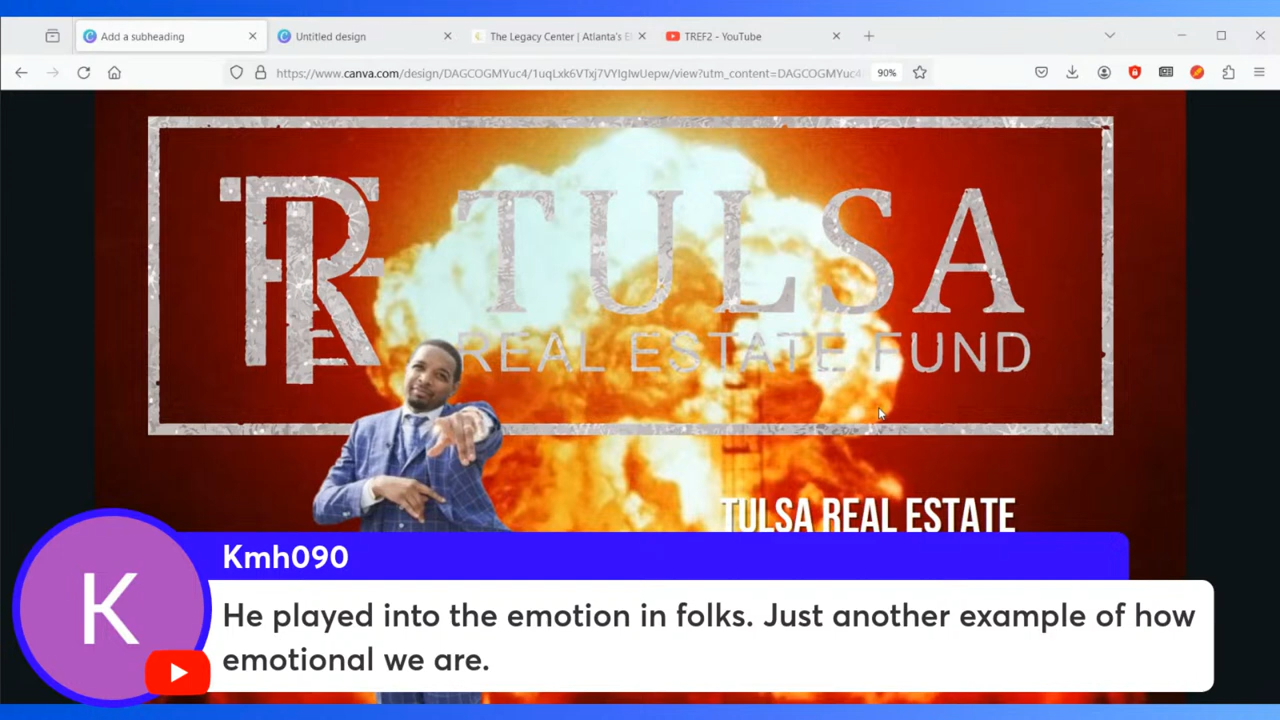 Add a subheading
Untitled design
The Legacy Center | Atlanta's El
TREF2 - YouTube
https://www.canva.com/design/DAGCOGMYuc4/1uqLxk6VTxj7VYIgIwUepw/view?utm_content=DAGCOGMYuc4
90%
TULSA
REAL ESTATE FUND
TULSA REAL ESTATE
K
Kmh090
He played into the emotion in folks. Just another example of how
emotional we are.